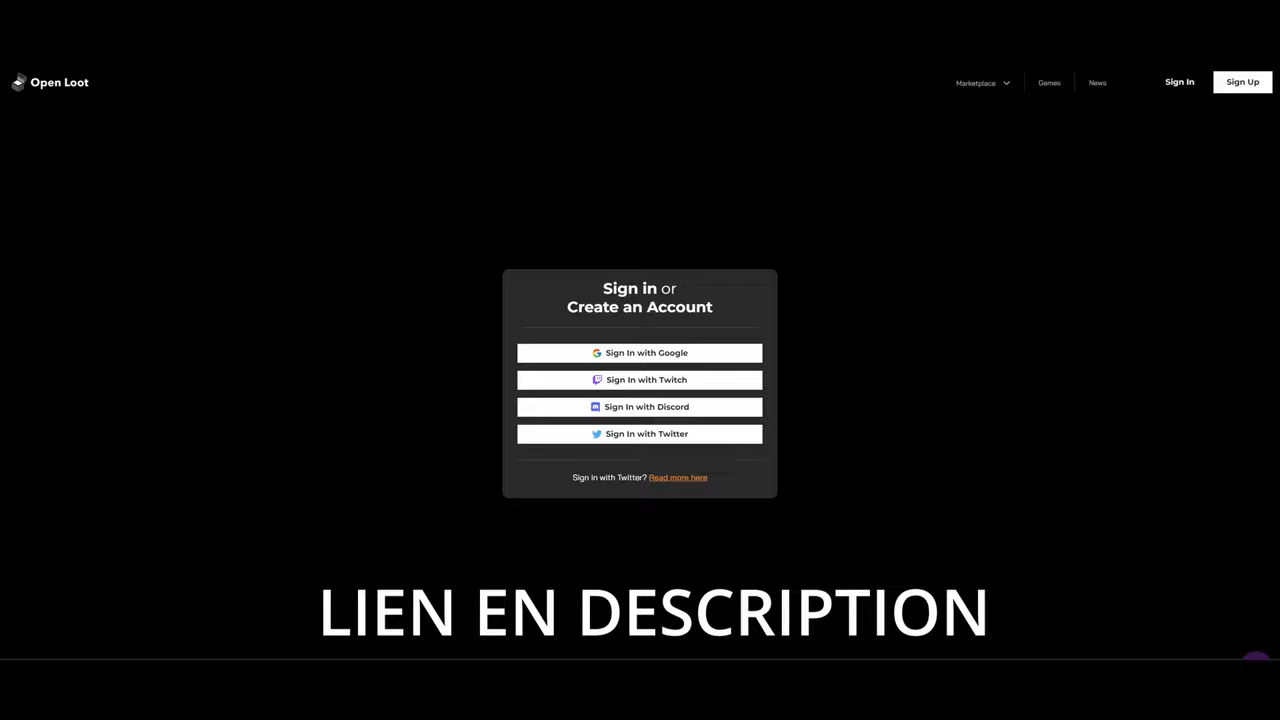 Open Loot
Marketplace
Games
News
Sign In
Sign Up
Sign in or
Create an Account
Sign In with Google
Sign In with Twitch
Sign In with Discord
Sign In with Twitter
Sign in with Twitter? Read more here
LIEN EN DESCRIPTION